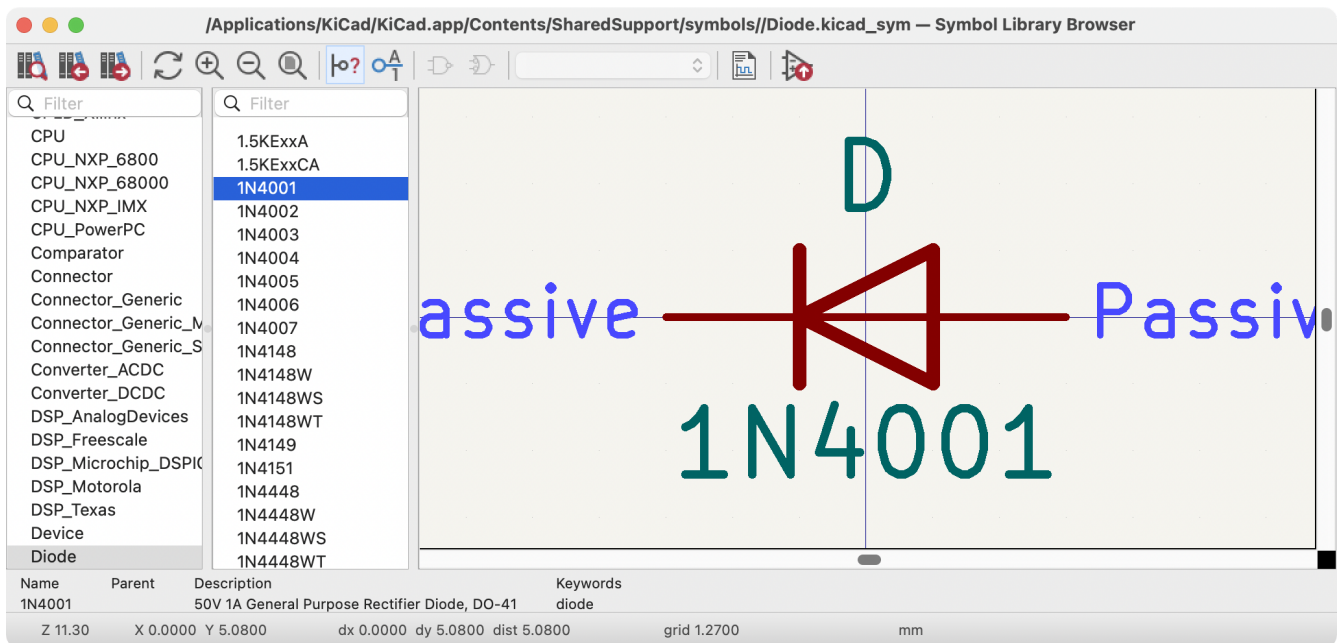 /Applications/KiCad/KiCad.app/Contents/SharedSupport/symbols//Diode.kicad_sym — Symbol Library Browser
Filter
CPU
CPU_NXP_6800
CPU_NXP_68000
CPU_NXP_IMX
CPU_PowerPC
Comparator
Connector
Connector_Generic
Connector_Generic_M
Connector_Generic_S
Converter_ACDC
Converter_DCDC
DSP_AnalogDevices
DSP_Freescale
DSP_Microchip_DSPIC
DSP_Motorola
DSP_Texas
Device
Diode
Filter
1.5KExxA
1.5KExxCA
1N4001
1N4002
1N4003
1N4004
1N4005
1N4006
1N4007
1N4148
1N4148W
1N4148WS
1N4148WT
1N4149
1N4151
1N4448
1N4448W
1N4448WS
1N4448WT
D
assive Passiv
1N4001
Name Parent Description Keywords
1N4001 50V 1A General Purpose Rectifier Diode, DO-41 diode
Z 11.30 X 0.0000 Y 5.0800 dx 0.0000 dy 5.0800 dist 5.0800 grid 1.2700 mm